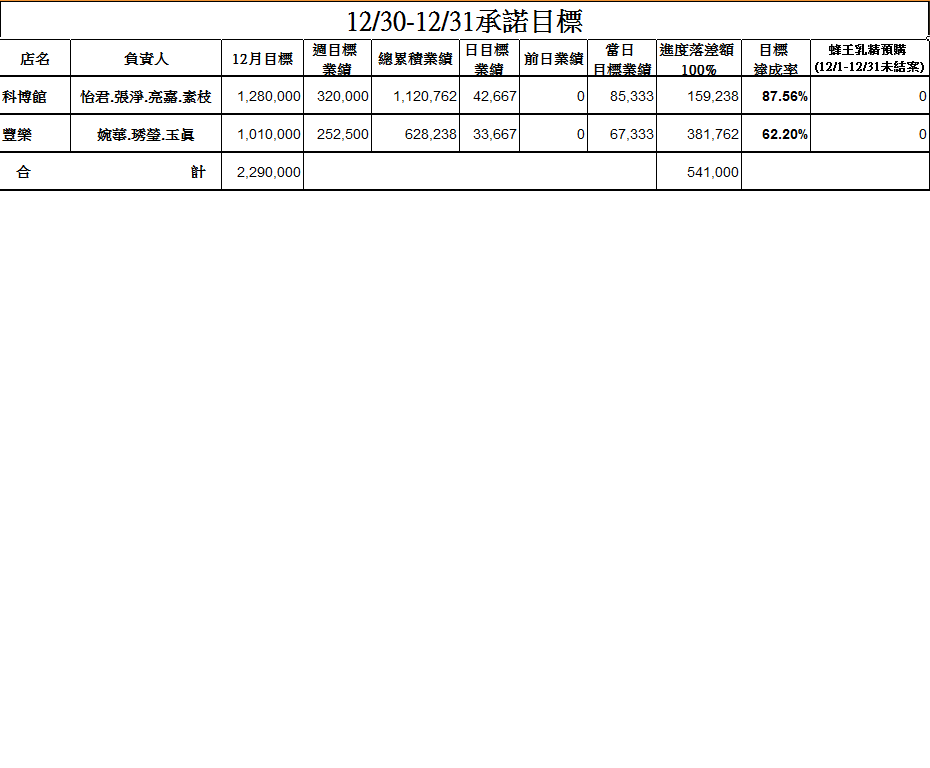 12/30-12/31承諾目標
店名 負責人 12月目標 週目標業績 總累積業績 日目標業績 前日業績 當日目標業績 進度落差額100% 目標達成率 蜂王乳精預購(12/1-12/31未結案)
科博館 怡君.張淨.亮嘉.素枝 1,280,000 320,000 1,120,762 42,667 0 85,333 159,238 87.56% 0
豐樂 婉華.琇瑩.玉眞 1,010,000 252,500 628,238 33,667 0 67,333 381,762 62.20% 0
合 計 2,290,000 541,000